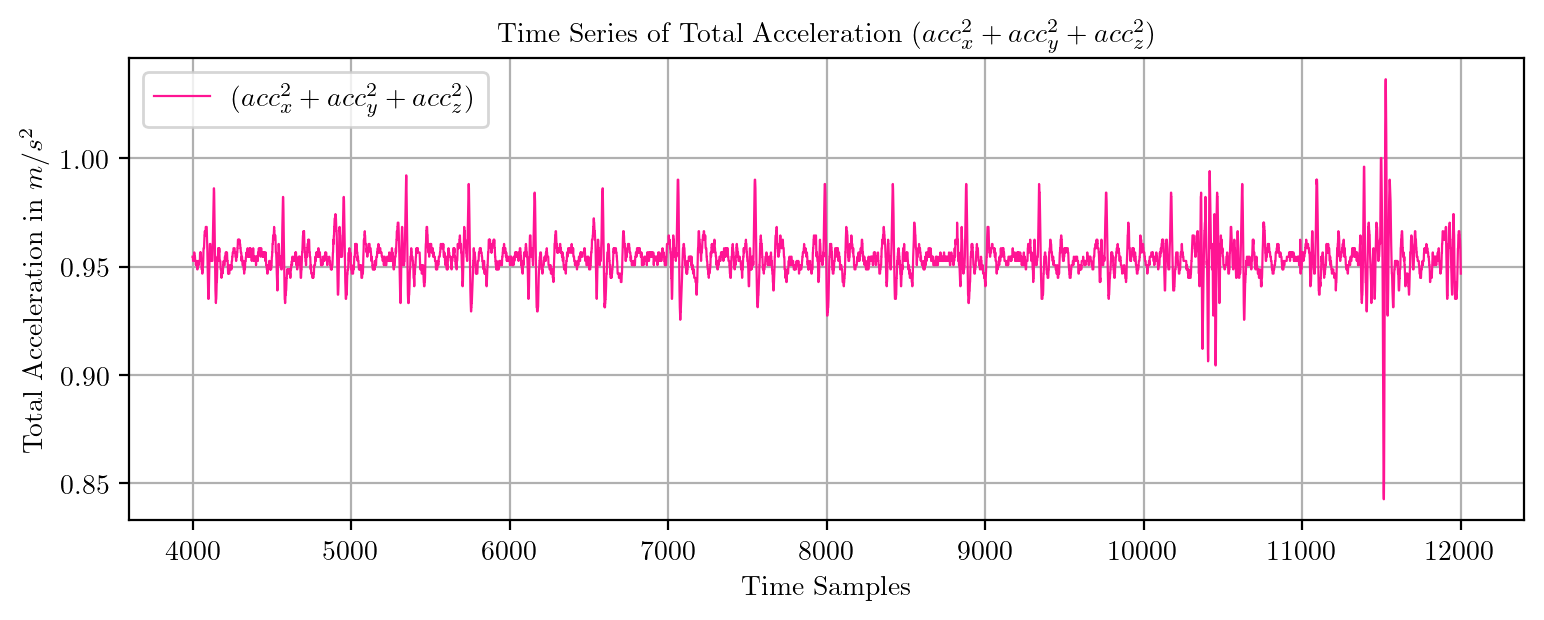 Time Series of Total Acceleration $(acc_x^2 + acc_y^2 + acc_z^2)$
$(acc_x^2 + acc_y^2 + acc_z^2)$
Total Acceleration in $m/s^2$
1.00
0.95
0.90
0.85
4000 5000 6000 7000 8000 9000 10000 11000 12000
Time Samples